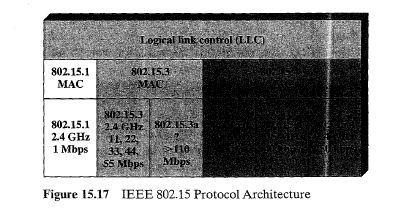 Logical link control (LLC)
802.15.1
MAC
802.15.3
MAC
802.15.1
2.4 GHz
1 Mbps
802.15.3
2.4 GHz
11, 22,
33, 44,
55 Mbps
802.15.3a
?
>110
Mbps
Figure 15.17 IEEE 802.15 Protocol Architecture